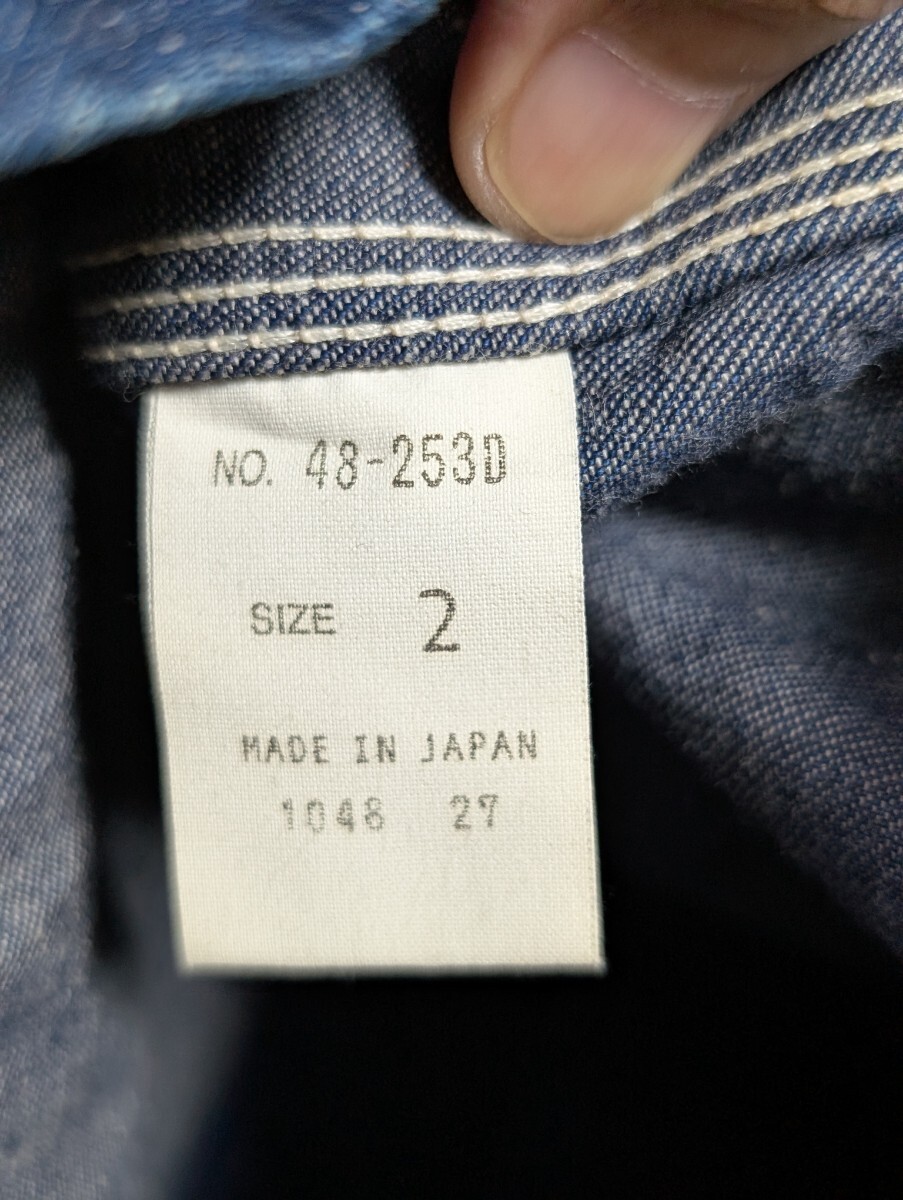 NO. 48-253D
SIZE 2
MADE IN JAPAN
1048 27